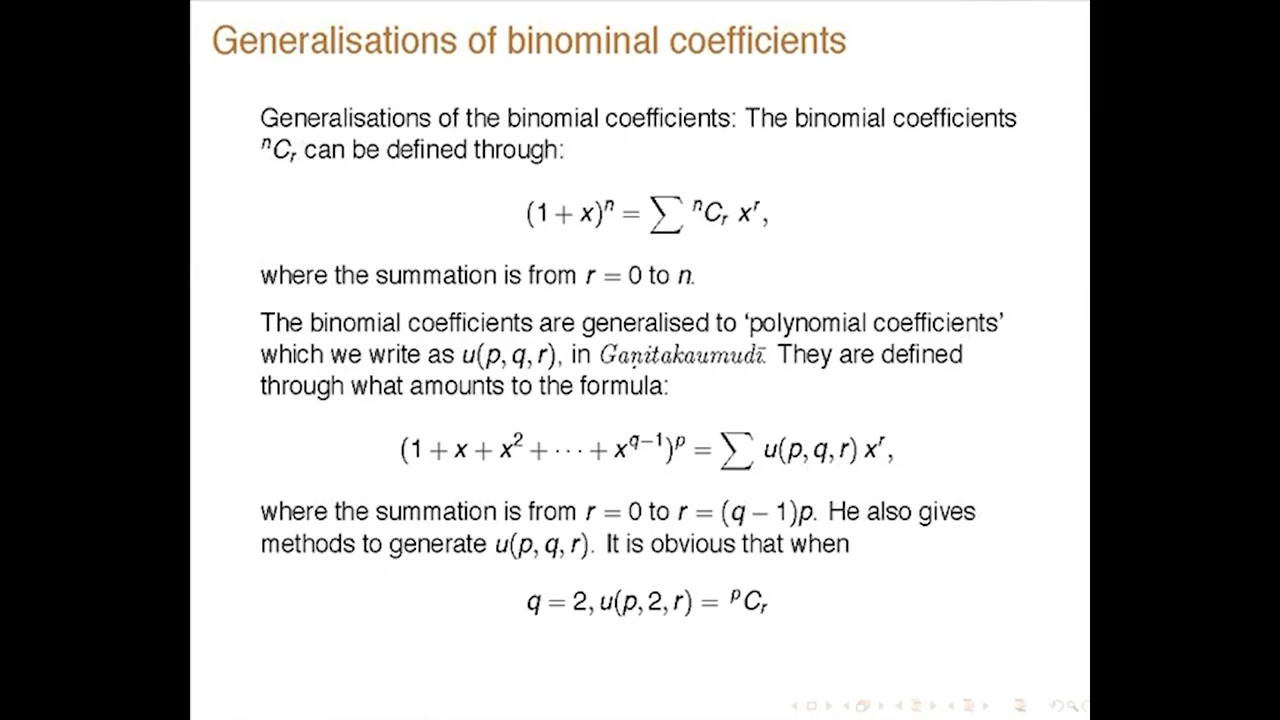 Generalisations of binominal coefficients
Generalisations of the binomial coefficients: The binomial coefficients
ⁿCᵣ can be defined through:
(1 + x)ⁿ = ∑ ⁿCᵣ xʳ,
where the summation is from r = 0 to n.
The binomial coefficients are generalised to ‘polynomial coefficients’
which we write as u(p, q, r), in Gaṇitakaumudī. They are defined
through what amounts to the formula:
(1 + x + x² + ··· + x^{q−1})ᵖ = ∑ u(p, q, r) xʳ,
where the summation is from r = 0 to r = (q − 1)p. He also gives
methods to generate u(p, q, r). It is obvious that when
q = 2, u(p, 2, r) = ᵖCᵣ